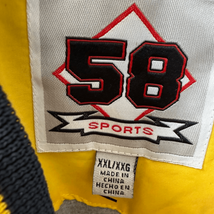 58
SPORTS
XXL/XXG
MADE IN
CHINA
HECHO EN
CHINA